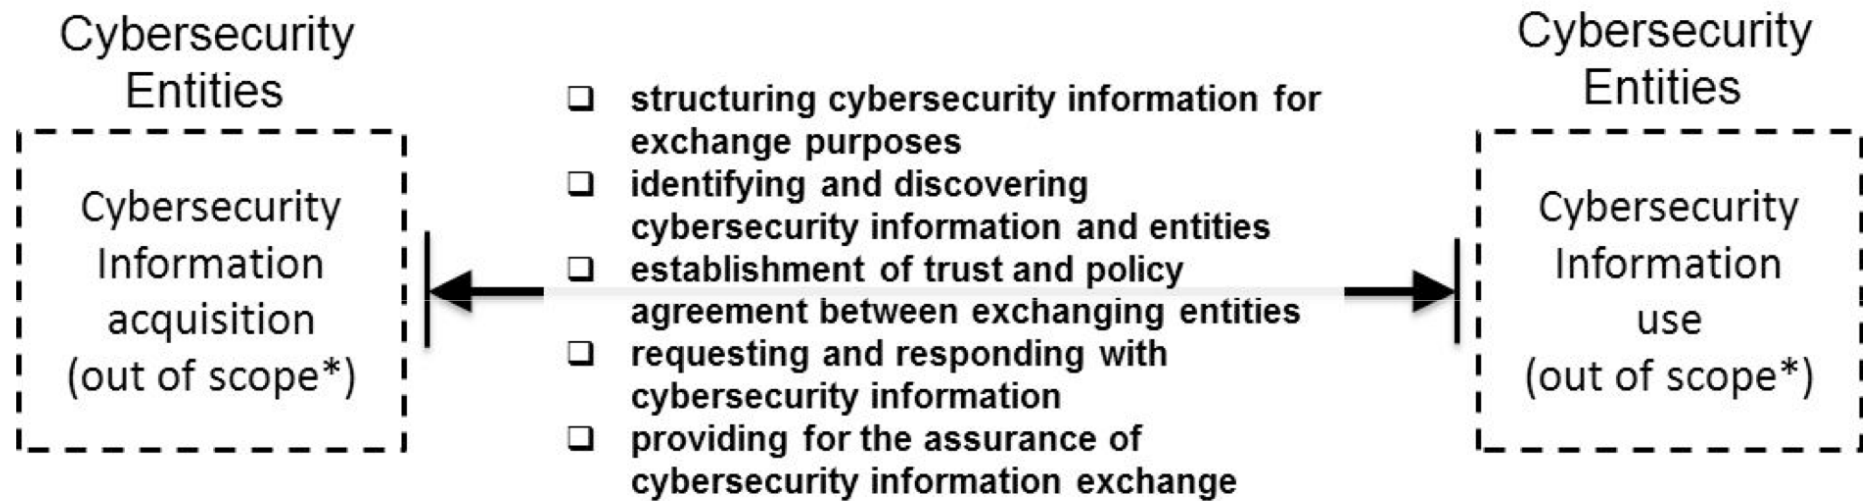 Cybersecurity
Entities
Cybersecurity
Information
acquisition
(out of scope*)
❑ structuring cybersecurity information for
exchange purposes
❑ identifying and discovering
cybersecurity information and entities
❑ establishment of trust and policy
agreement between exchanging entities
❑ requesting and responding with
cybersecurity information
❑ providing for the assurance of
cybersecurity information exchange
Cybersecurity
Entities
Cybersecurity
Information
use
(out of scope*)